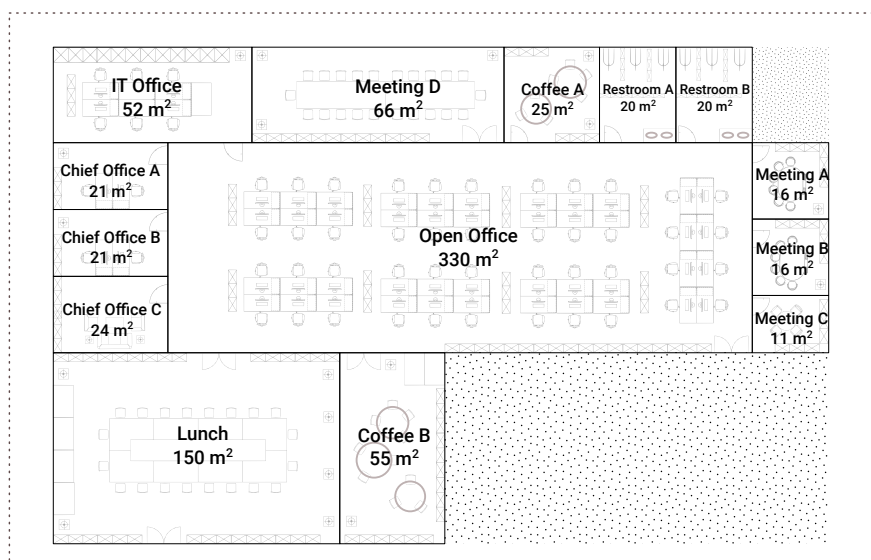 IT Office
52 m²
Meeting D
66 m²
Coffee A
25 m²
Restroom A
20 m²
Restroom B
20 m²
Chief Office A
21 m²
Meeting A
16 m²
Chief Office B
21 m²
Open Office
330 m²
Meeting B
16 m²
Chief Office C
24 m²
Meeting C
11 m²
Lunch
150 m²
Coffee B
55 m²